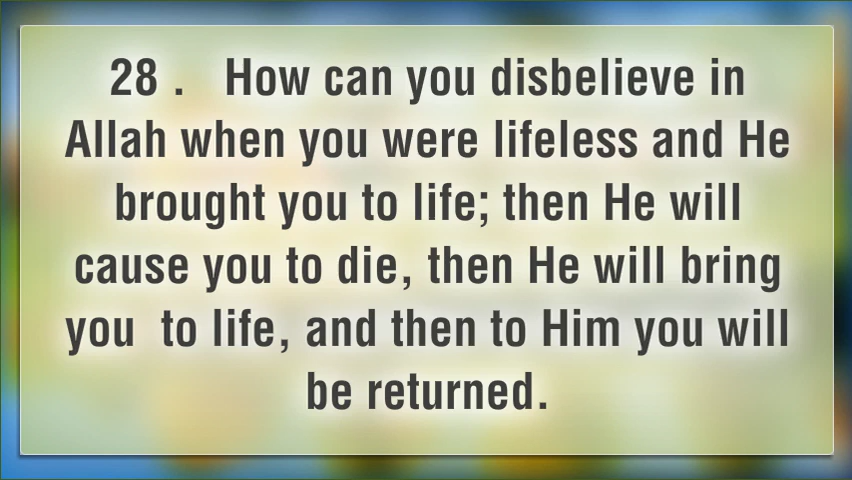 28 .   How can you disbelieve in
Allah when you were lifeless and He
brought you to life; then He will
cause you to die, then He will bring
you  to life, and then to Him you will
be returned.